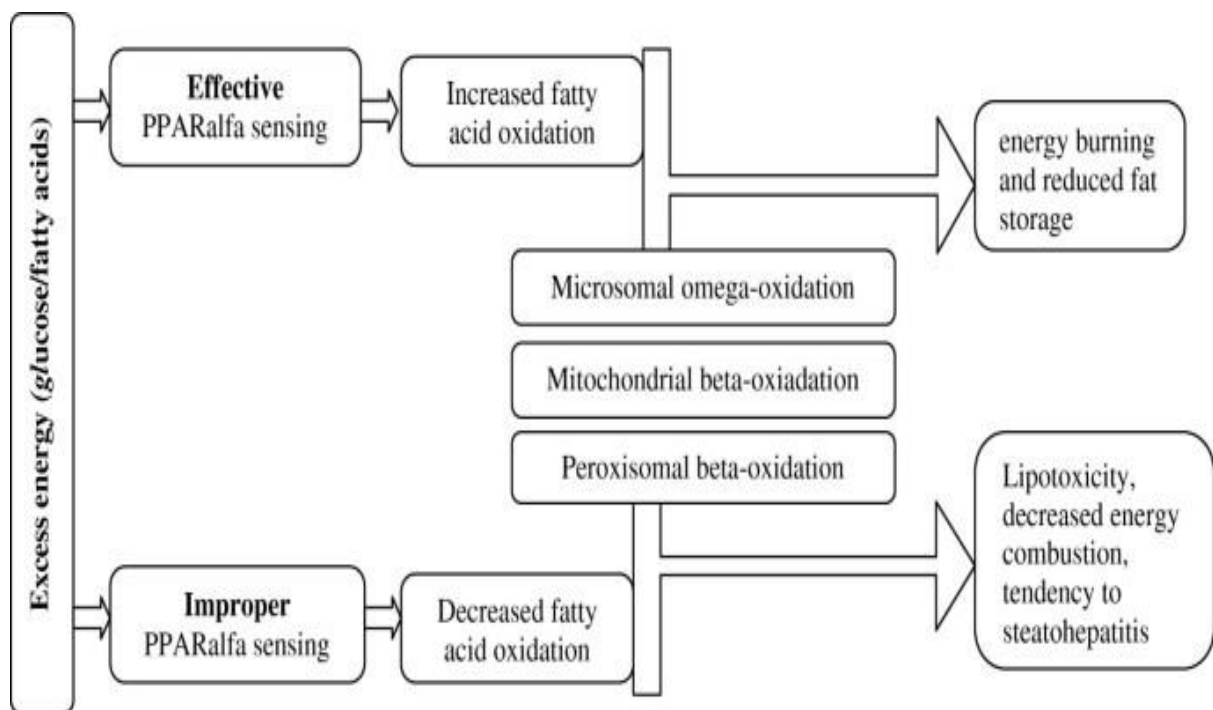 Excess energy (glucose/fatty acids)
Effective
PPARalfa sensing
Increased fatty
acid oxidation
energy burning
and reduced fat
storage
Microsomal omega-oxidation
Mitochondrial beta-oxiadation
Peroxisomal beta-oxidation
Improper
PPARalfa sensing
Decreased fatty
acid oxidation
Lipotoxicity,
decreased energy
combustion,
tendency to
steatohepatitis